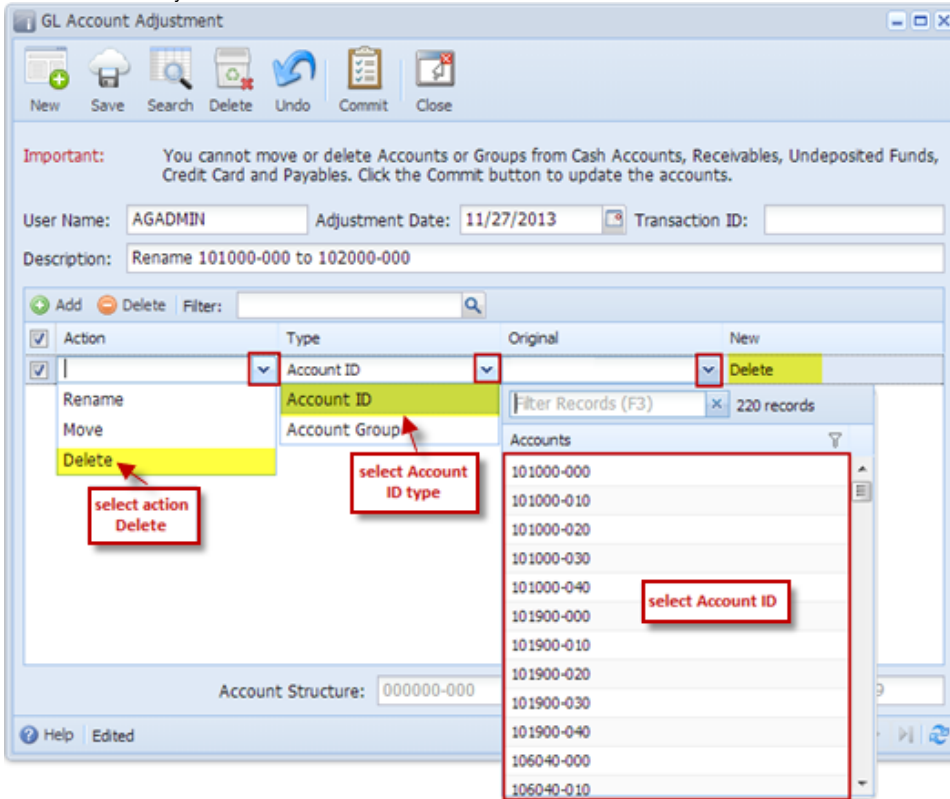 GL Account Adjustment
New Save Search Delete Undo Commit Close
Important: You cannot move or delete Accounts or Groups from Cash Accounts, Receivables, Undeposited Funds,
Credit Card and Payables. Click the Commit button to update the accounts.
User Name: AGADMIN Adjustment Date: 11/27/2013 Transaction ID:
Description: Rename 101000-000 to 102000-000
Add Delete Filter:
Action Type Original New
Account ID Delete
Rename
Move
Delete
select action
Delete
Account ID
Account Group
select Account
ID type
Filter Records (F3) 220 records
Accounts
101000-000
101000-010
101000-020
101000-030
101000-040
101900-000
101900-010
101900-020
101900-030
101900-040
106040-000
106040-010
select Account ID
Account Structure: 000000-000
Help Edited